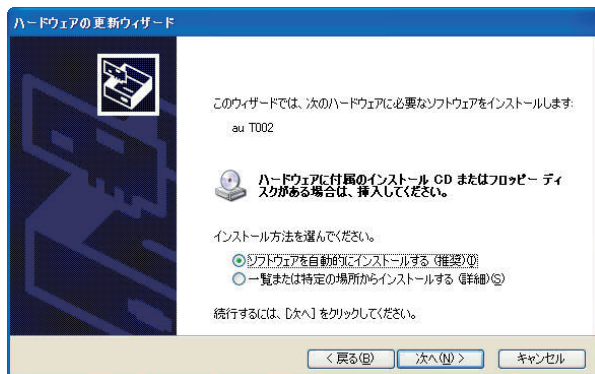 ハードウェアの更新ウィザード
このウィザードでは、次のハードウェアに必要なソフトウェアをインストールします:
au T002
ハードウェアに付属のインストール CD またはフロッピー ディ
スクがある場合は、挿入してください。
インストール方法を選んでください。
ソフトウェアを自動的にインストールする (推奨)(I)
一覧または特定の場所からインストールする (詳細)(S)
続行するには、[次へ] をクリックしてください。
< 戻る(B) 次へ(N) > キャンセル